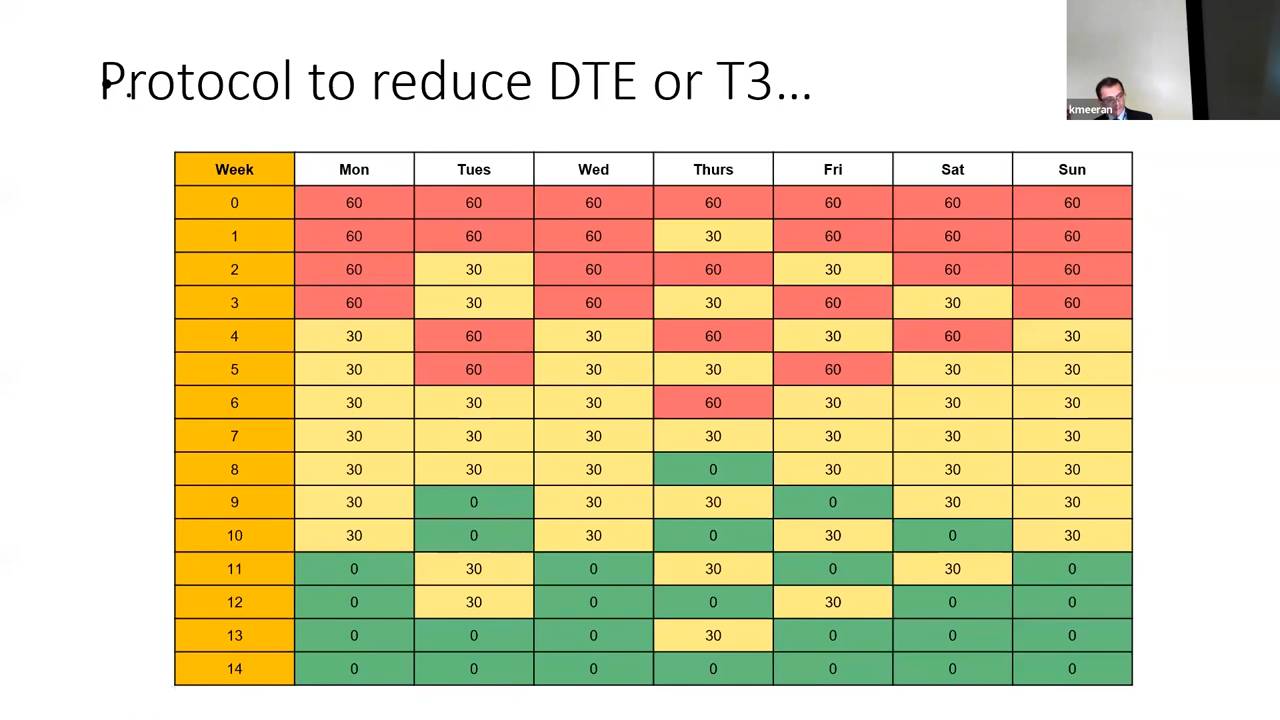 Protocol to reduce DTE or T3...
kmeeran
Week Mon Tues Wed Thurs Fri Sat Sun
0 60 60 60 60 60 60 60
1 60 60 60 30 60 60 60
2 60 30 60 60 30 60 60
3 60 30 60 30 60 30 60
4 30 60 30 60 30 60 30
5 30 60 30 30 60 30 30
6 30 30 30 60 30 30 30
7 30 30 30 30 30 30 30
8 30 30 30 0 30 30 30
9 30 0 30 30 0 30 30
10 30 0 30 0 30 0 30
11 0 30 0 30 0 30 0
12 0 30 0 0 30 0 0
13 0 0 0 30 0 0 0
14 0 0 0 0 0 0 0